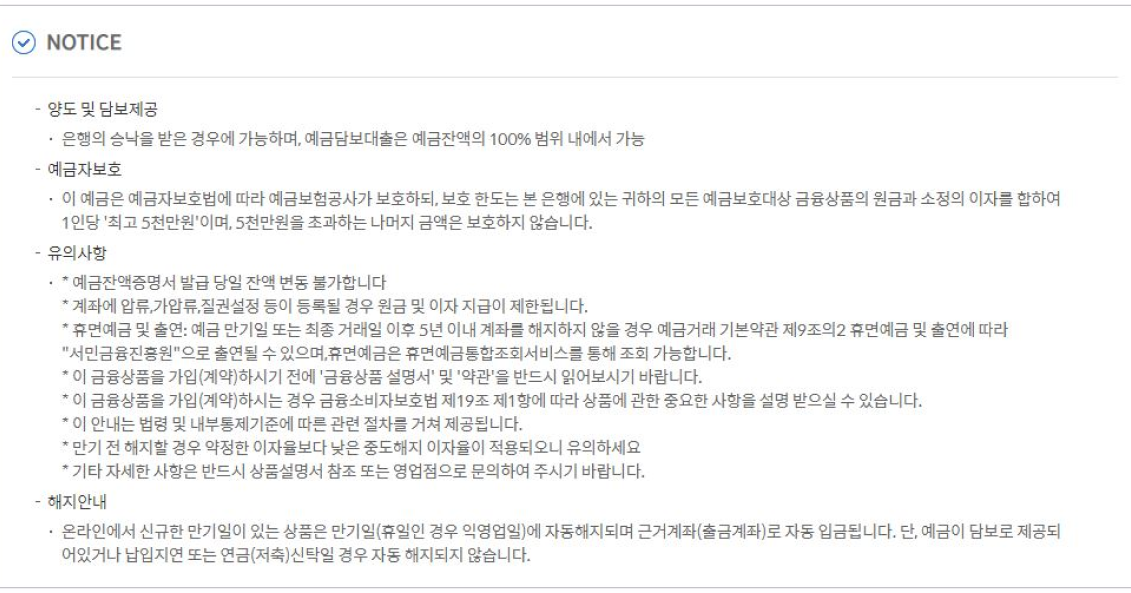 NOTICE
- 양도 및 담보제공
· 은행의 승낙을 받은 경우에 가능하며, 예금담보대출은 예금잔액의 100% 범위 내에서 가능
- 예금자보호
· 이 예금은 예금자보호법에 따라 예금보험공사가 보호하되, 보호 한도는 본 은행에 있는 귀하의 모든 예금보호대상 금융상품의 원금과 소정의 이자를 합하여
1인당 '최고 5천만원'이며, 5천만원을 초과하는 나머지 금액은 보호하지 않습니다.
- 유의사항
· * 예금잔액증명서 발급 당일 잔액 변동 불가합니다
* 계좌에 압류,가압류,질권설정 등이 등록될 경우 원금 및 이자 지급이 제한됩니다.
* 휴면예금 및 출연: 예금 만기일 또는 최종 거래일 이후 5년 이내 계좌를 해지하지 않을 경우 예금거래 기본약관 제9조의2 휴면예금 및 출연에 따라
"서민금융진흥원"으로 출연될 수 있으며,휴면예금은 휴면예금통합조회서비스를 통해 조회 가능합니다.
* 이 금융상품을 가입(계약)하시기 전에 '금융상품 설명서' 및 '약관'을 반드시 읽어보시기 바랍니다.
* 이 금융상품을 가입(계약)하시는 경우 금융소비자보호법 제19조 제1항에 따라 상품에 관한 중요한 사항을 설명 받으실 수 있습니다.
* 이 안내는 법령 및 내부통제기준에 따른 관련 절차를 거쳐 제공됩니다.
* 만기 전 해지할 경우 약정한 이자율보다 낮은 중도해지 이자율이 적용되오니 유의하세요
* 기타 자세한 사항은 반드시 상품설명서 참조 또는 영업점으로 문의하여 주시기 바랍니다.
- 해지안내
· 온라인에서 신규한 만기일이 있는 상품은 만기일(휴일인 경우 익영업일)에 자동해지되며 근거계좌(출금계좌)로 자동 입금됩니다. 단, 예금이 담보로 제공되
어있거나 납입지연 또는 연금(저축)신탁일 경우 자동 해지되지 않습니다.